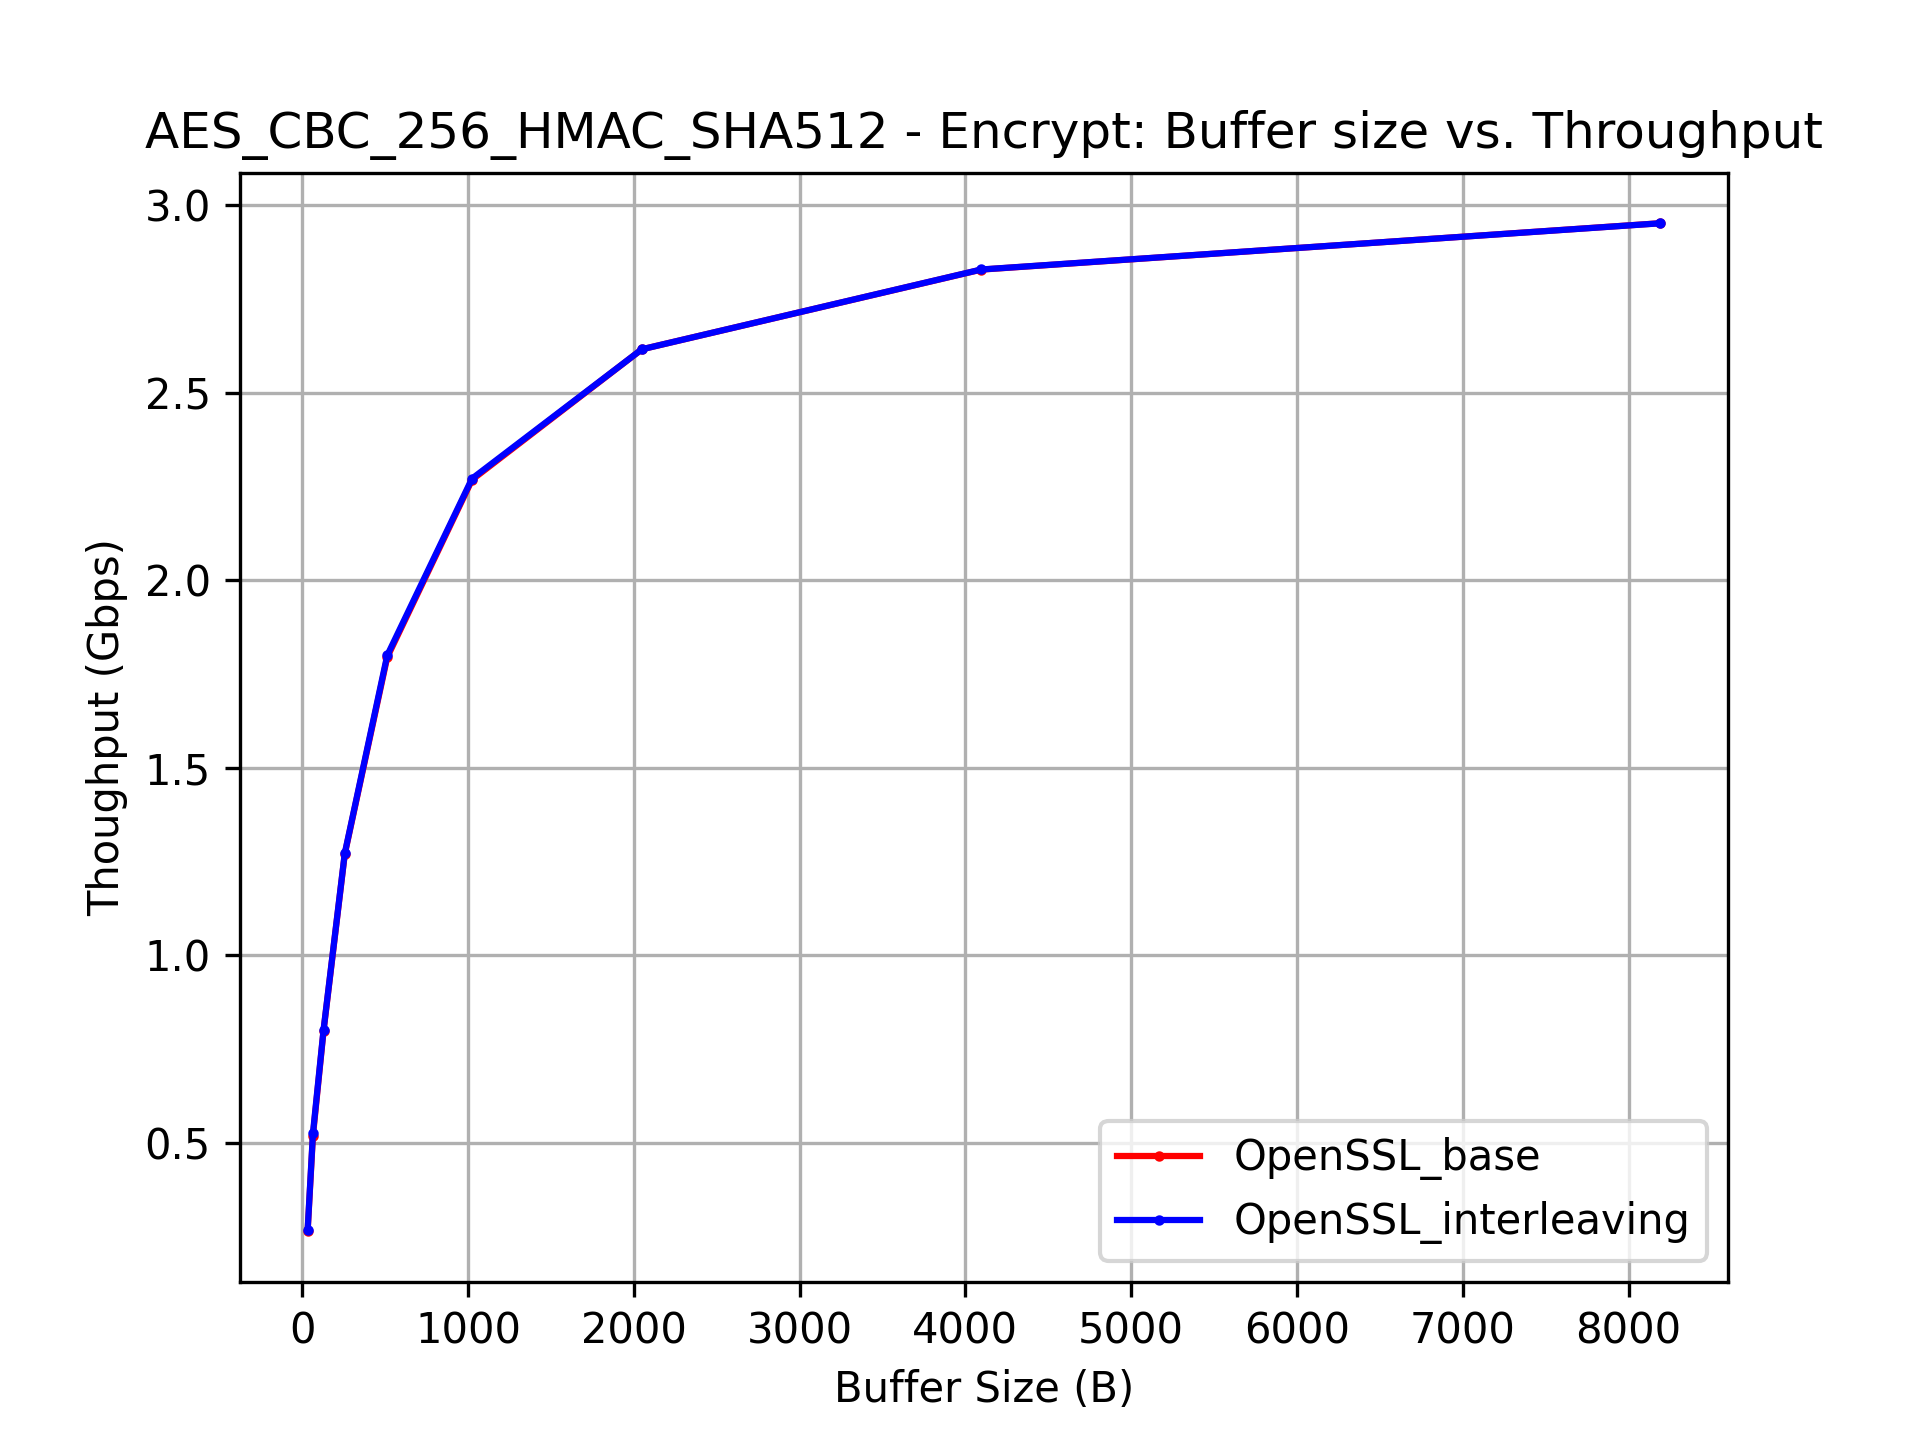 AES_CBC_256_HMAC_SHA512 - Encrypt: Buffer size vs. Throughput
3.0
2.5
2.0
1.5
1.0
0.5
Thoughput (Gbps)
OpenSSL_base
OpenSSL_interleaving
0 1000 2000 3000 4000 5000 6000 7000 8000
Buffer Size (B)